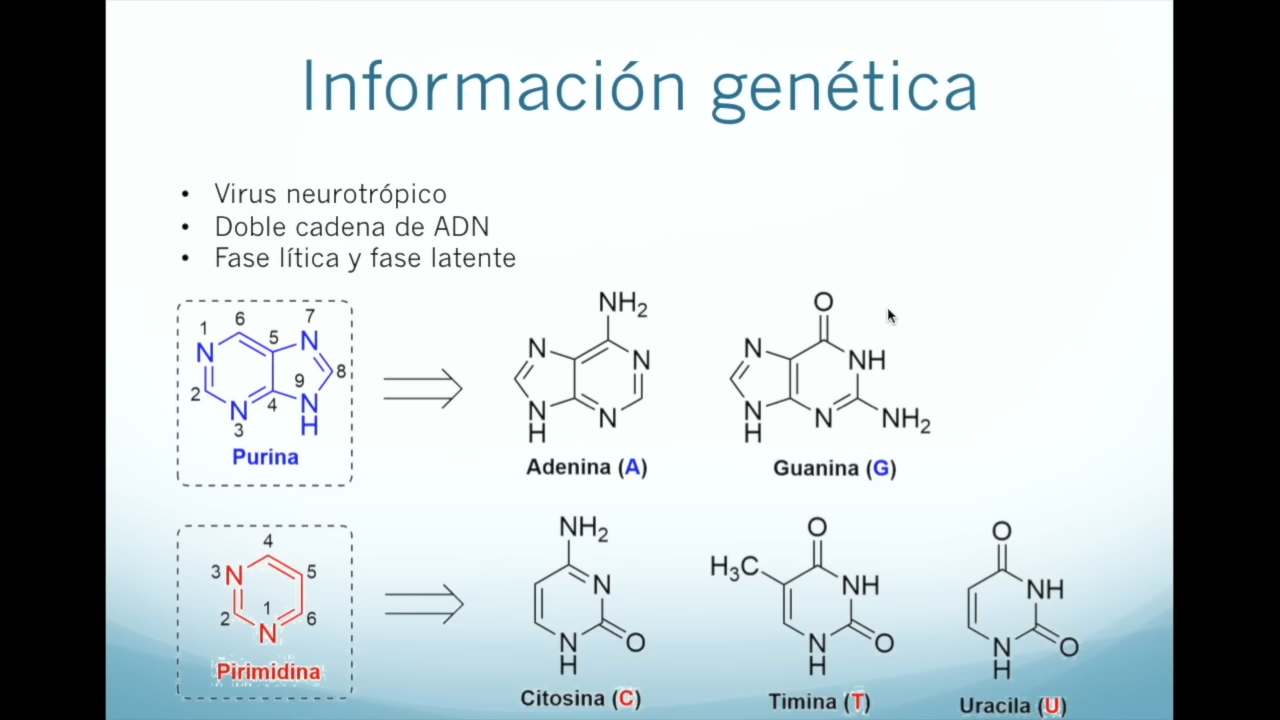 Información genética
• Virus neurotrópico
• Doble cadena de ADN
• Fase lítica y fase latente
1 2 3 4 5 6 7 8 9 N N N N H
Purina
NH2 N N N N H
Adenina (A)
O N NH N N H NH2
Guanina (G)
1 2 3 4 5 6 N N
Pirimidina
NH2 N N H O
Citosina (C)
O H3C NH N H O
Timina (T)
O NH N H O
Uracila (U)